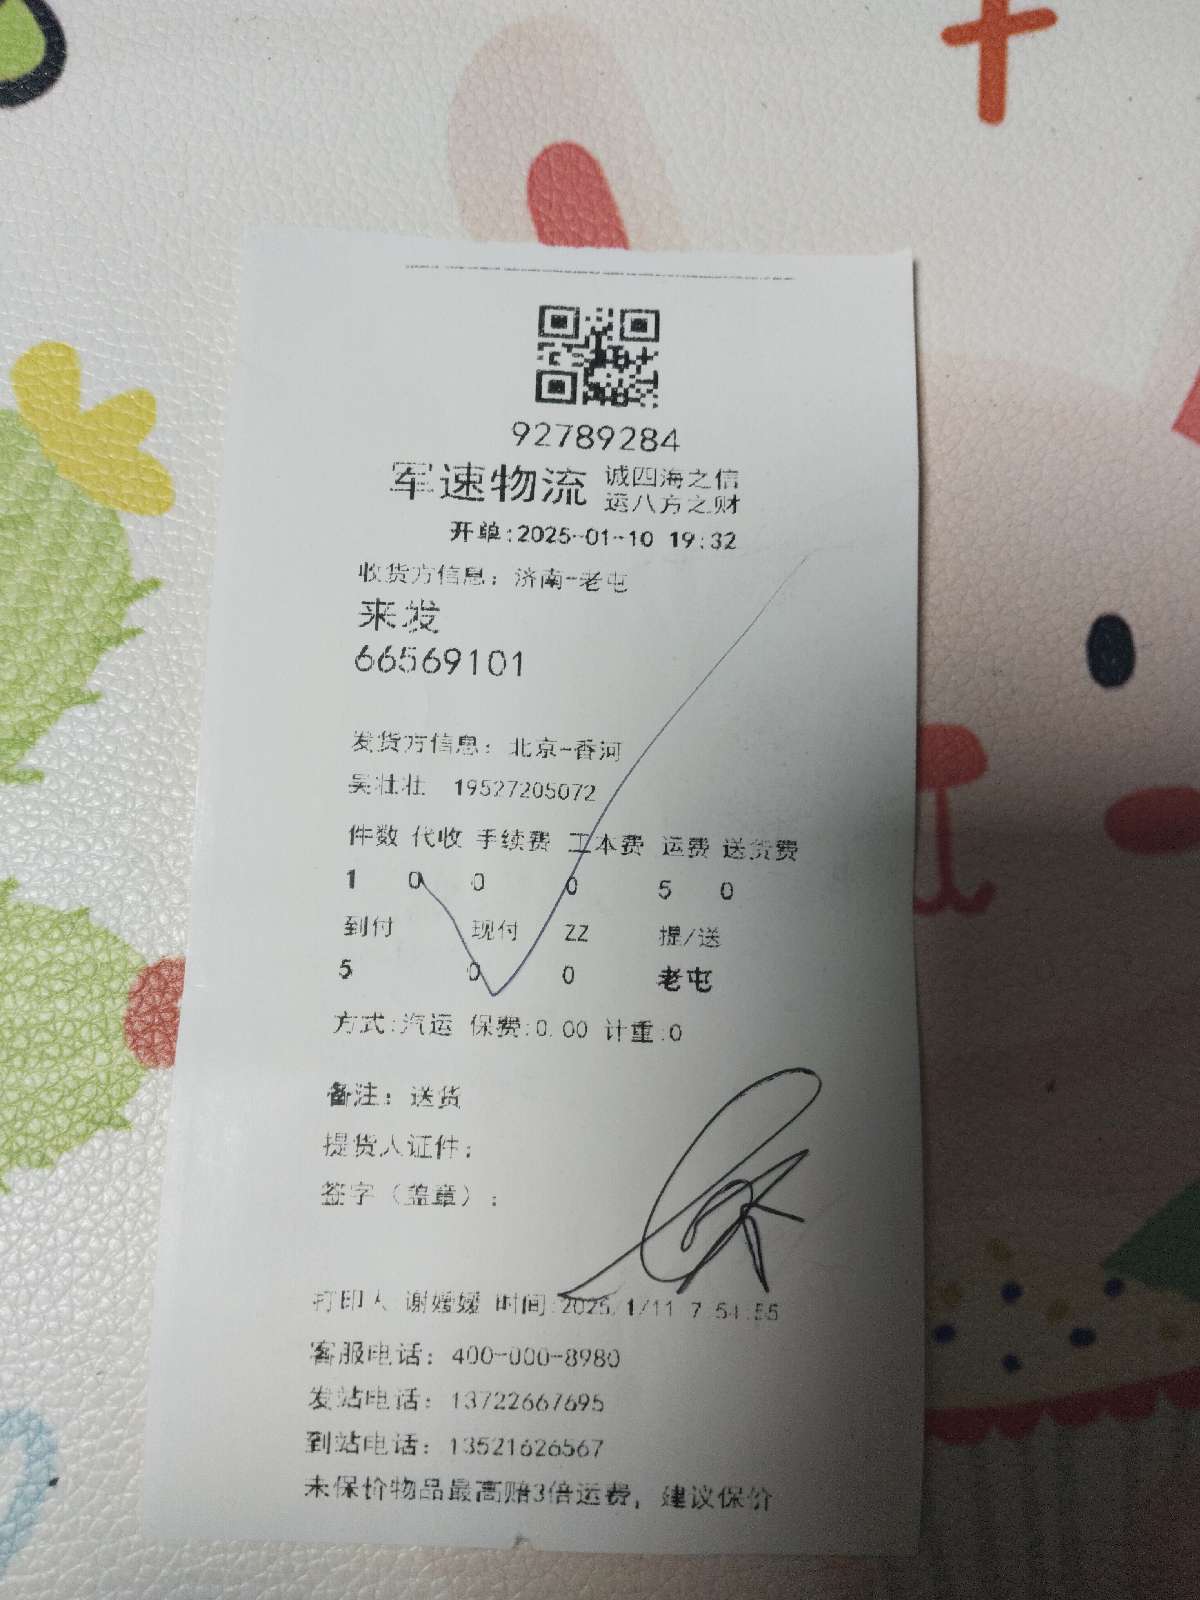 92789284
军速物流 诚四海之信
运八方之财
开单:2025-01-10 19:32
收货方信息：济南-老屯
来发
66569101
发货方信息：北京-香河
吴壮壮 19527205072
件数 代收 手续费 工本费 运费 送货费
1 0 0 0 5 0
到付 现付 ZZ 提/送
5 0 0 老屯
方式:汽运 保费:0.00 计重:0
备注：送货
提货人证件：
签字（盖章）：
打印人 谢媛媛 时间:2025/1/11 7:54:55
客服电话：400-000-8980
发站电话：13722667695
到站电话：13521626567
未保价物品最高赔3倍运费，建议保价